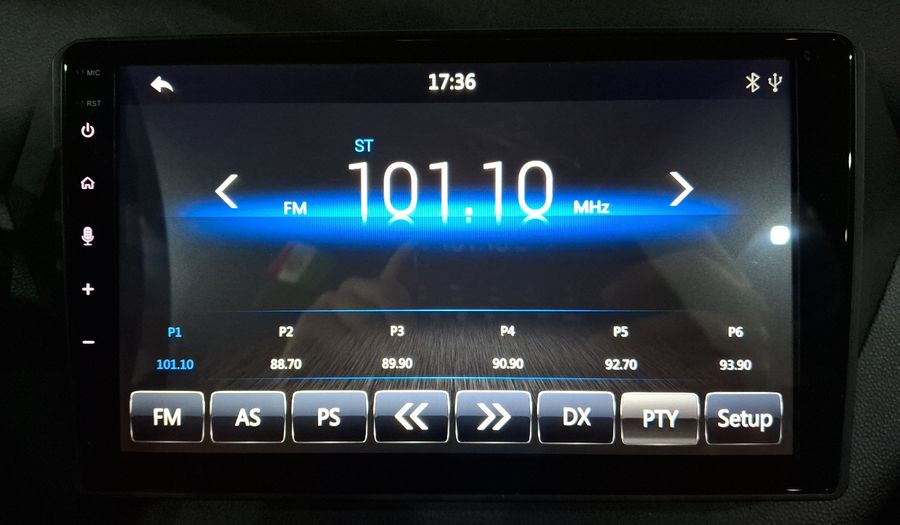 MIC
17:36
RST
ST
FM 101.10 MHz
P1 P2 P3 P4 P5 P6
101.10 88.70 89.90 90.90 92.70 93.90
FM AS PS DX PTY Setup